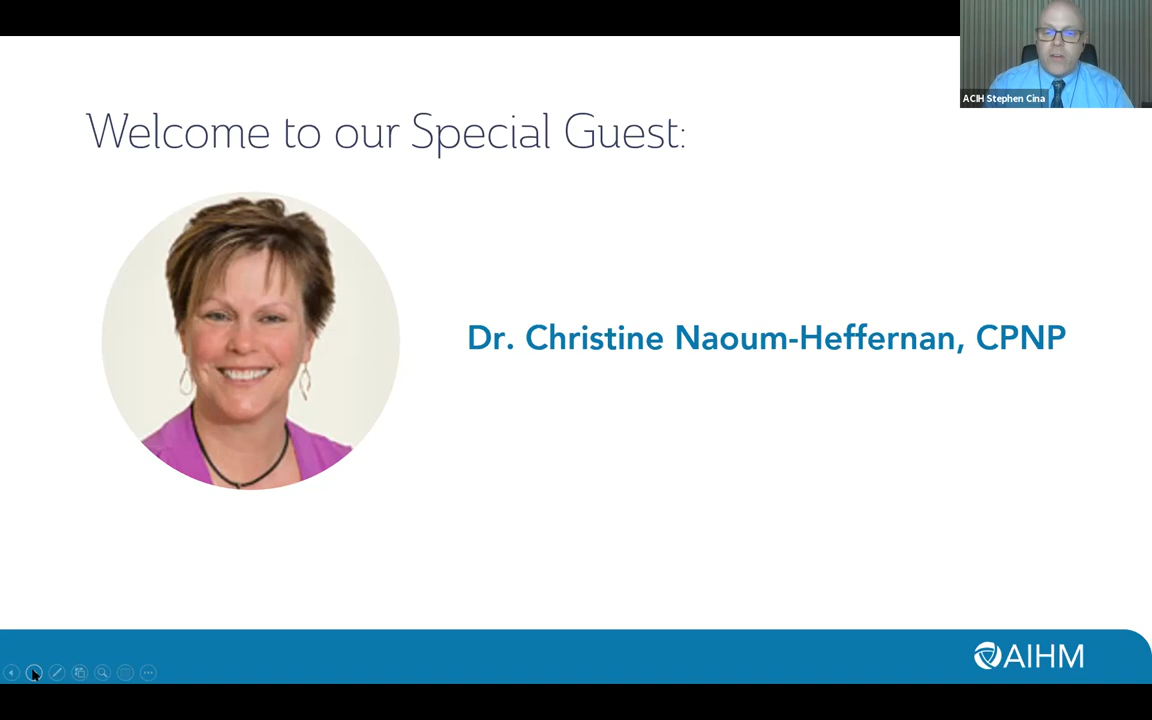 ACIH Stephen Cina
Welcome to our Special Guest:
Dr. Christine Naoum-Heffernan, CPNP
AIHM